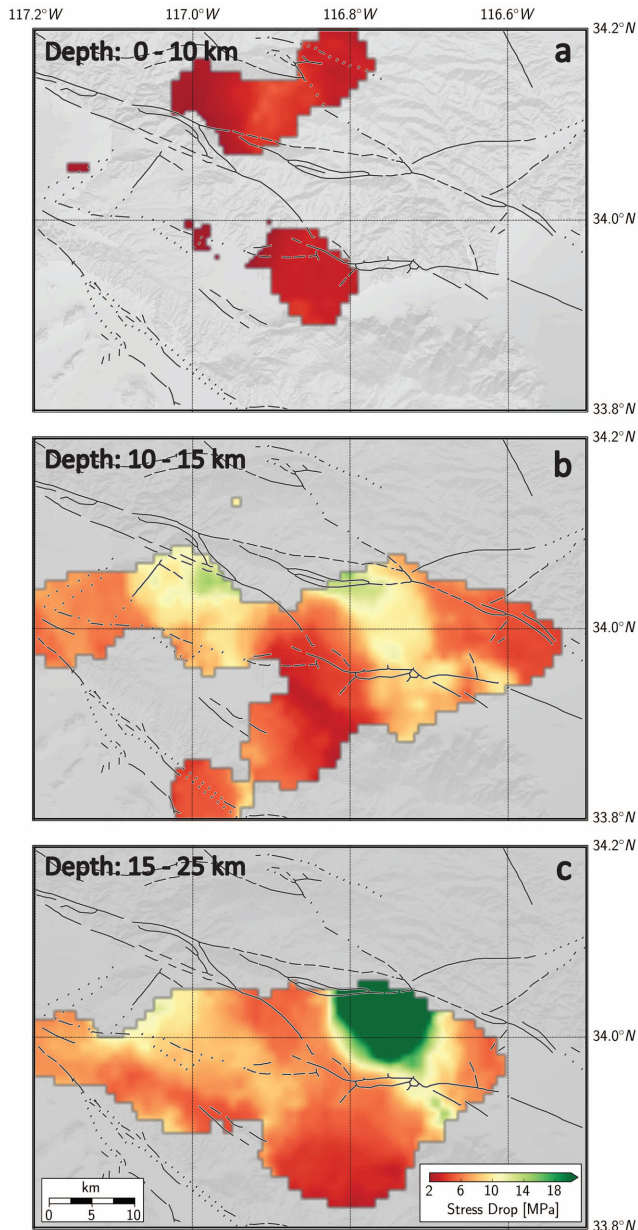 117.2°W 117.0° 116.8° 116.6°
34.2°N
Depth: 0 - 10 km a
34.0°N
33.8°N
34.2°N
Depth: 10 - 15 km b
34.0°N
33.8°N
34.2°N
Depth: 15 - 25 km c
34.0°N
km
0 5 10
2 6 10 14 18
Stress Drop [MPa]
33.8°N